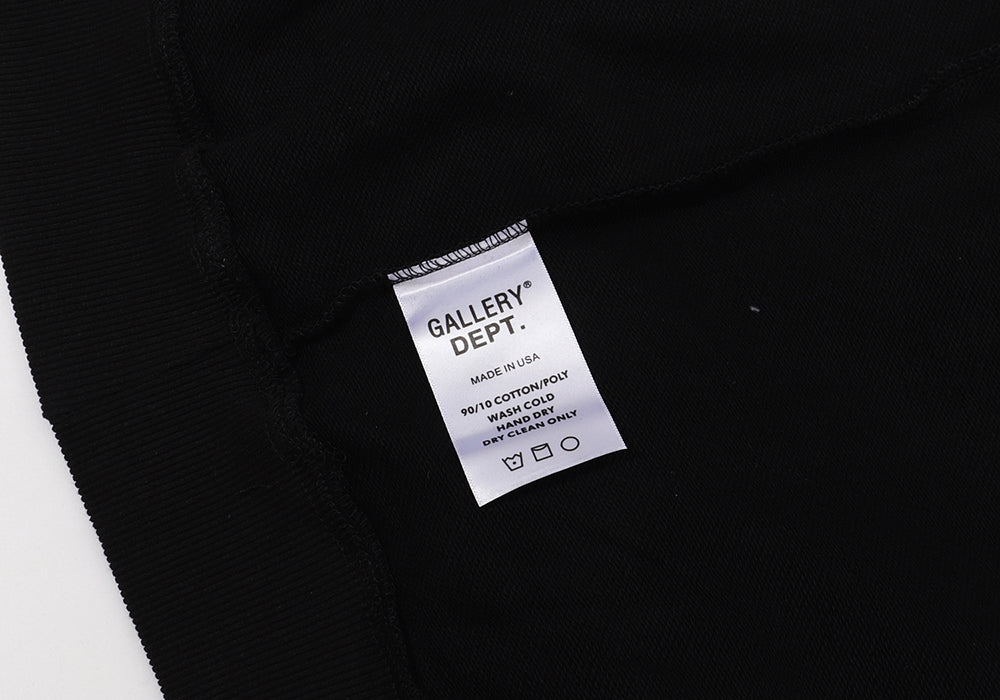 GALLERY®
DEPT.
MADE IN USA
90/10 COTTON/POLY
WASH COLD
HAND DRY
DRY CLEAN ONLY